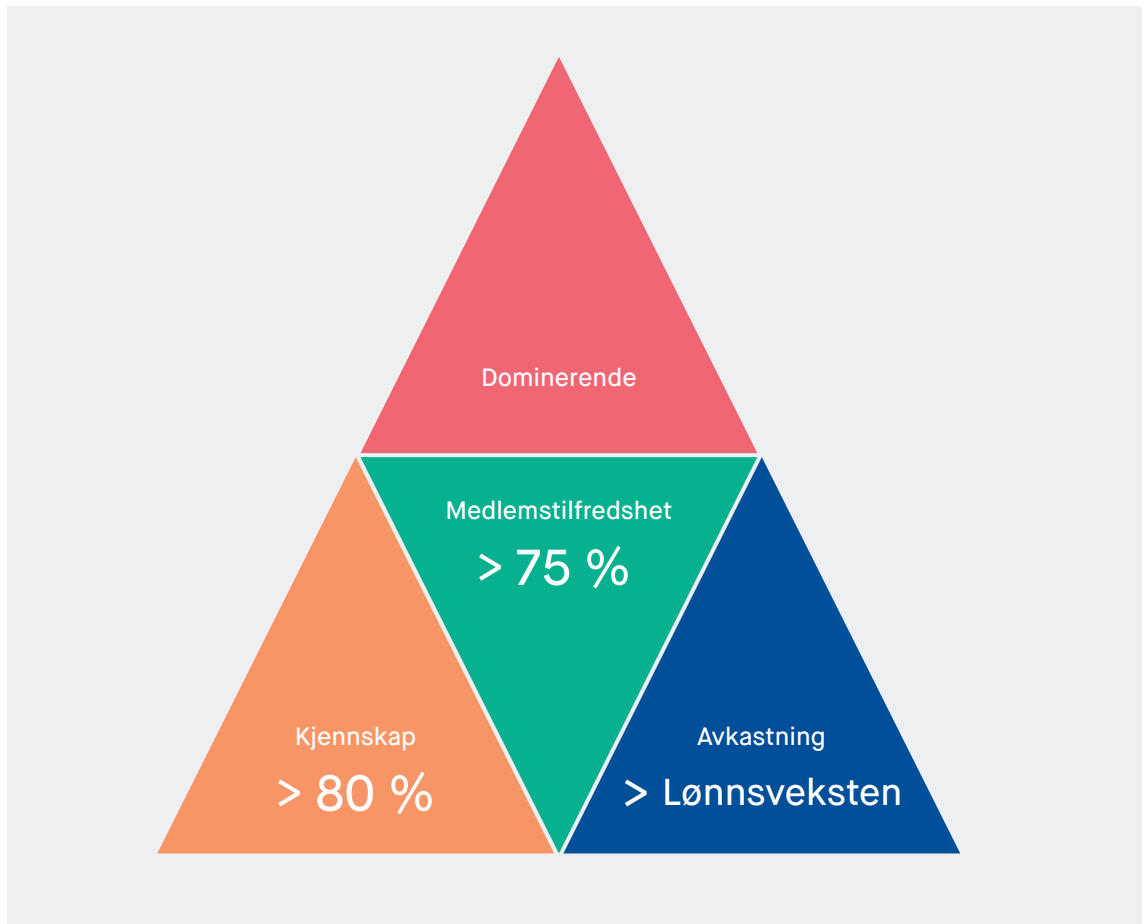 Dominerende
Medlemstilfredshet
> 75 %
Kjennskap
> 80 %
Avkastning
> Lønnsveksten